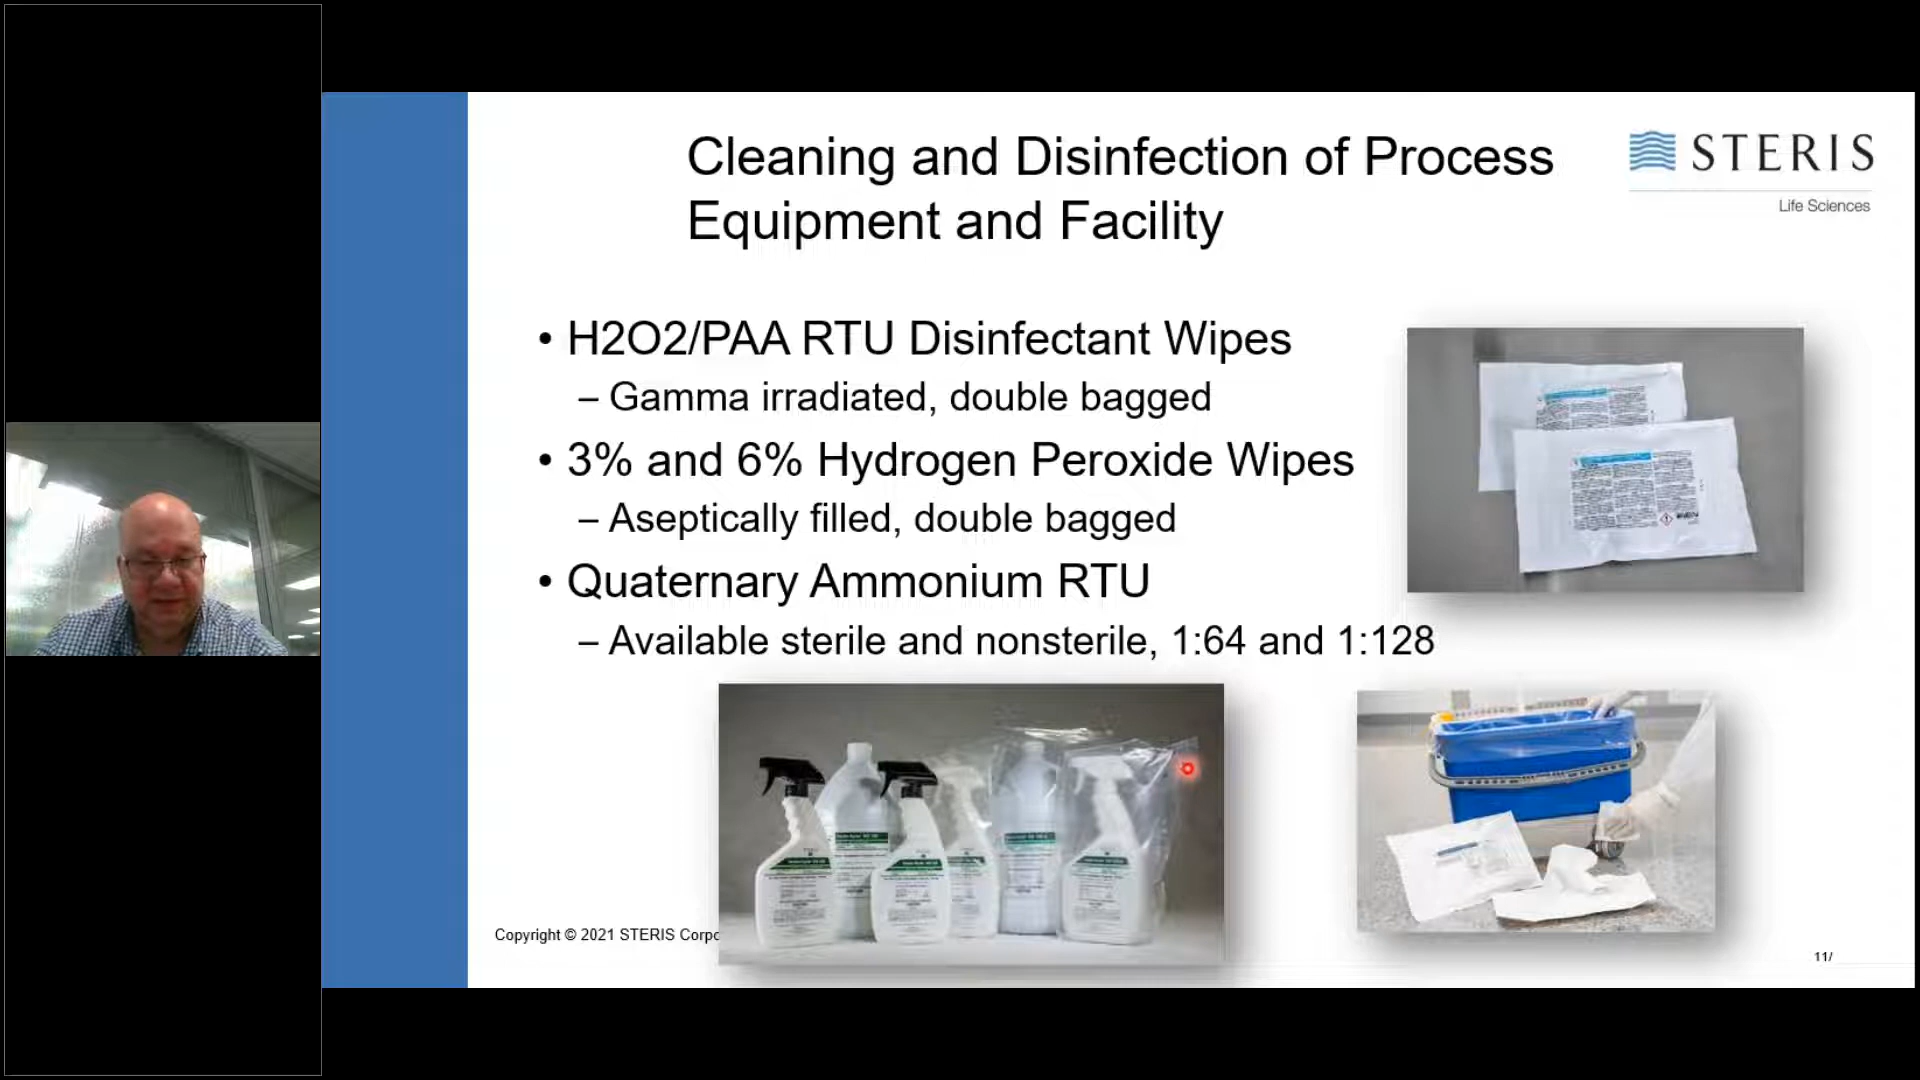 Cleaning and Disinfection of Process
Equipment and Facility
STERIS
Life Sciences
• H2O2/PAA RTU Disinfectant Wipes
– Gamma irradiated, double bagged
• 3% and 6% Hydrogen Peroxide Wipes
– Aseptically filled, double bagged
• Quaternary Ammonium RTU
– Available sterile and nonsterile, 1:64 and 1:128
Copyright © 2021 STERIS Corpo
11/